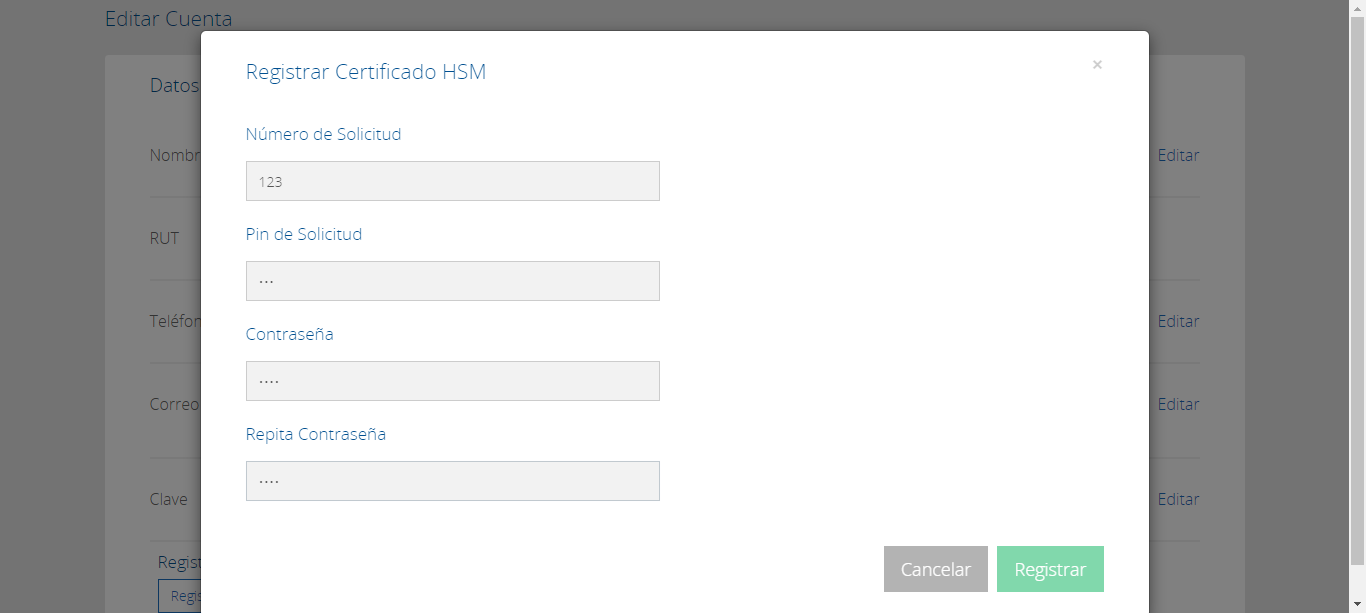 Editar Cuenta
Registrar Certificado HSM
×
Datos
Número de Solicitud
Nombr
Editar
123
Pin de Solicitud
RUT
...
Teléfon
Contraseña
Editar
....
Correo
Editar
Repita Contraseña
....
Clave
Editar
Regist
Cancelar
Registrar
Regis